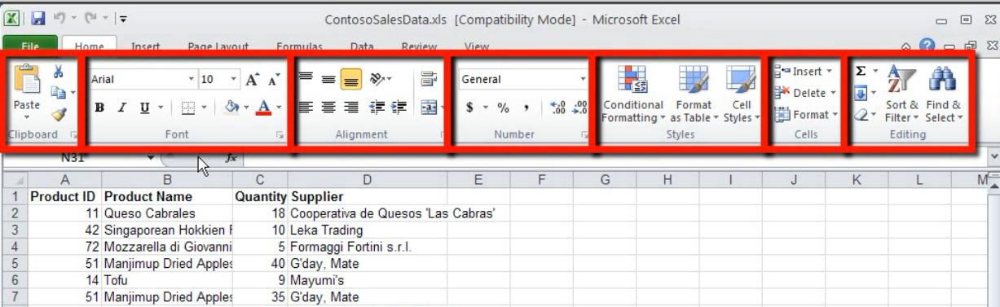 ContosoSalesData.xls [Compatibility Mode] - Microsoft Excel
File Home Insert Page Layout Formulas Data Review View
Arial 10 A A General Insert Σ
Paste B I U A $ % , .00 .00 Conditional Formatting Format as Table Cell Styles Delete Format Sort & Filter Find & Select
Clipboard Font Alignment Number Styles Cells Editing
N31 fx
A B C D E F G H I J K L M
1 Product ID Product Name Quantity Supplier
2 11 Queso Cabrales 18 Cooperativa de Quesos 'Las Cabras'
3 42 Singaporean Hokkien 10 Leka Trading
4 72 Mozzarella di Giovanni 5 Formaggi Fortini s.r.l.
5 51 Manjimup Dried Apples 40 G'day, Mate
6 14 Tofu 9 Mayumi's
7 51 Manjimup Dried Apples 35 G'day, Mate